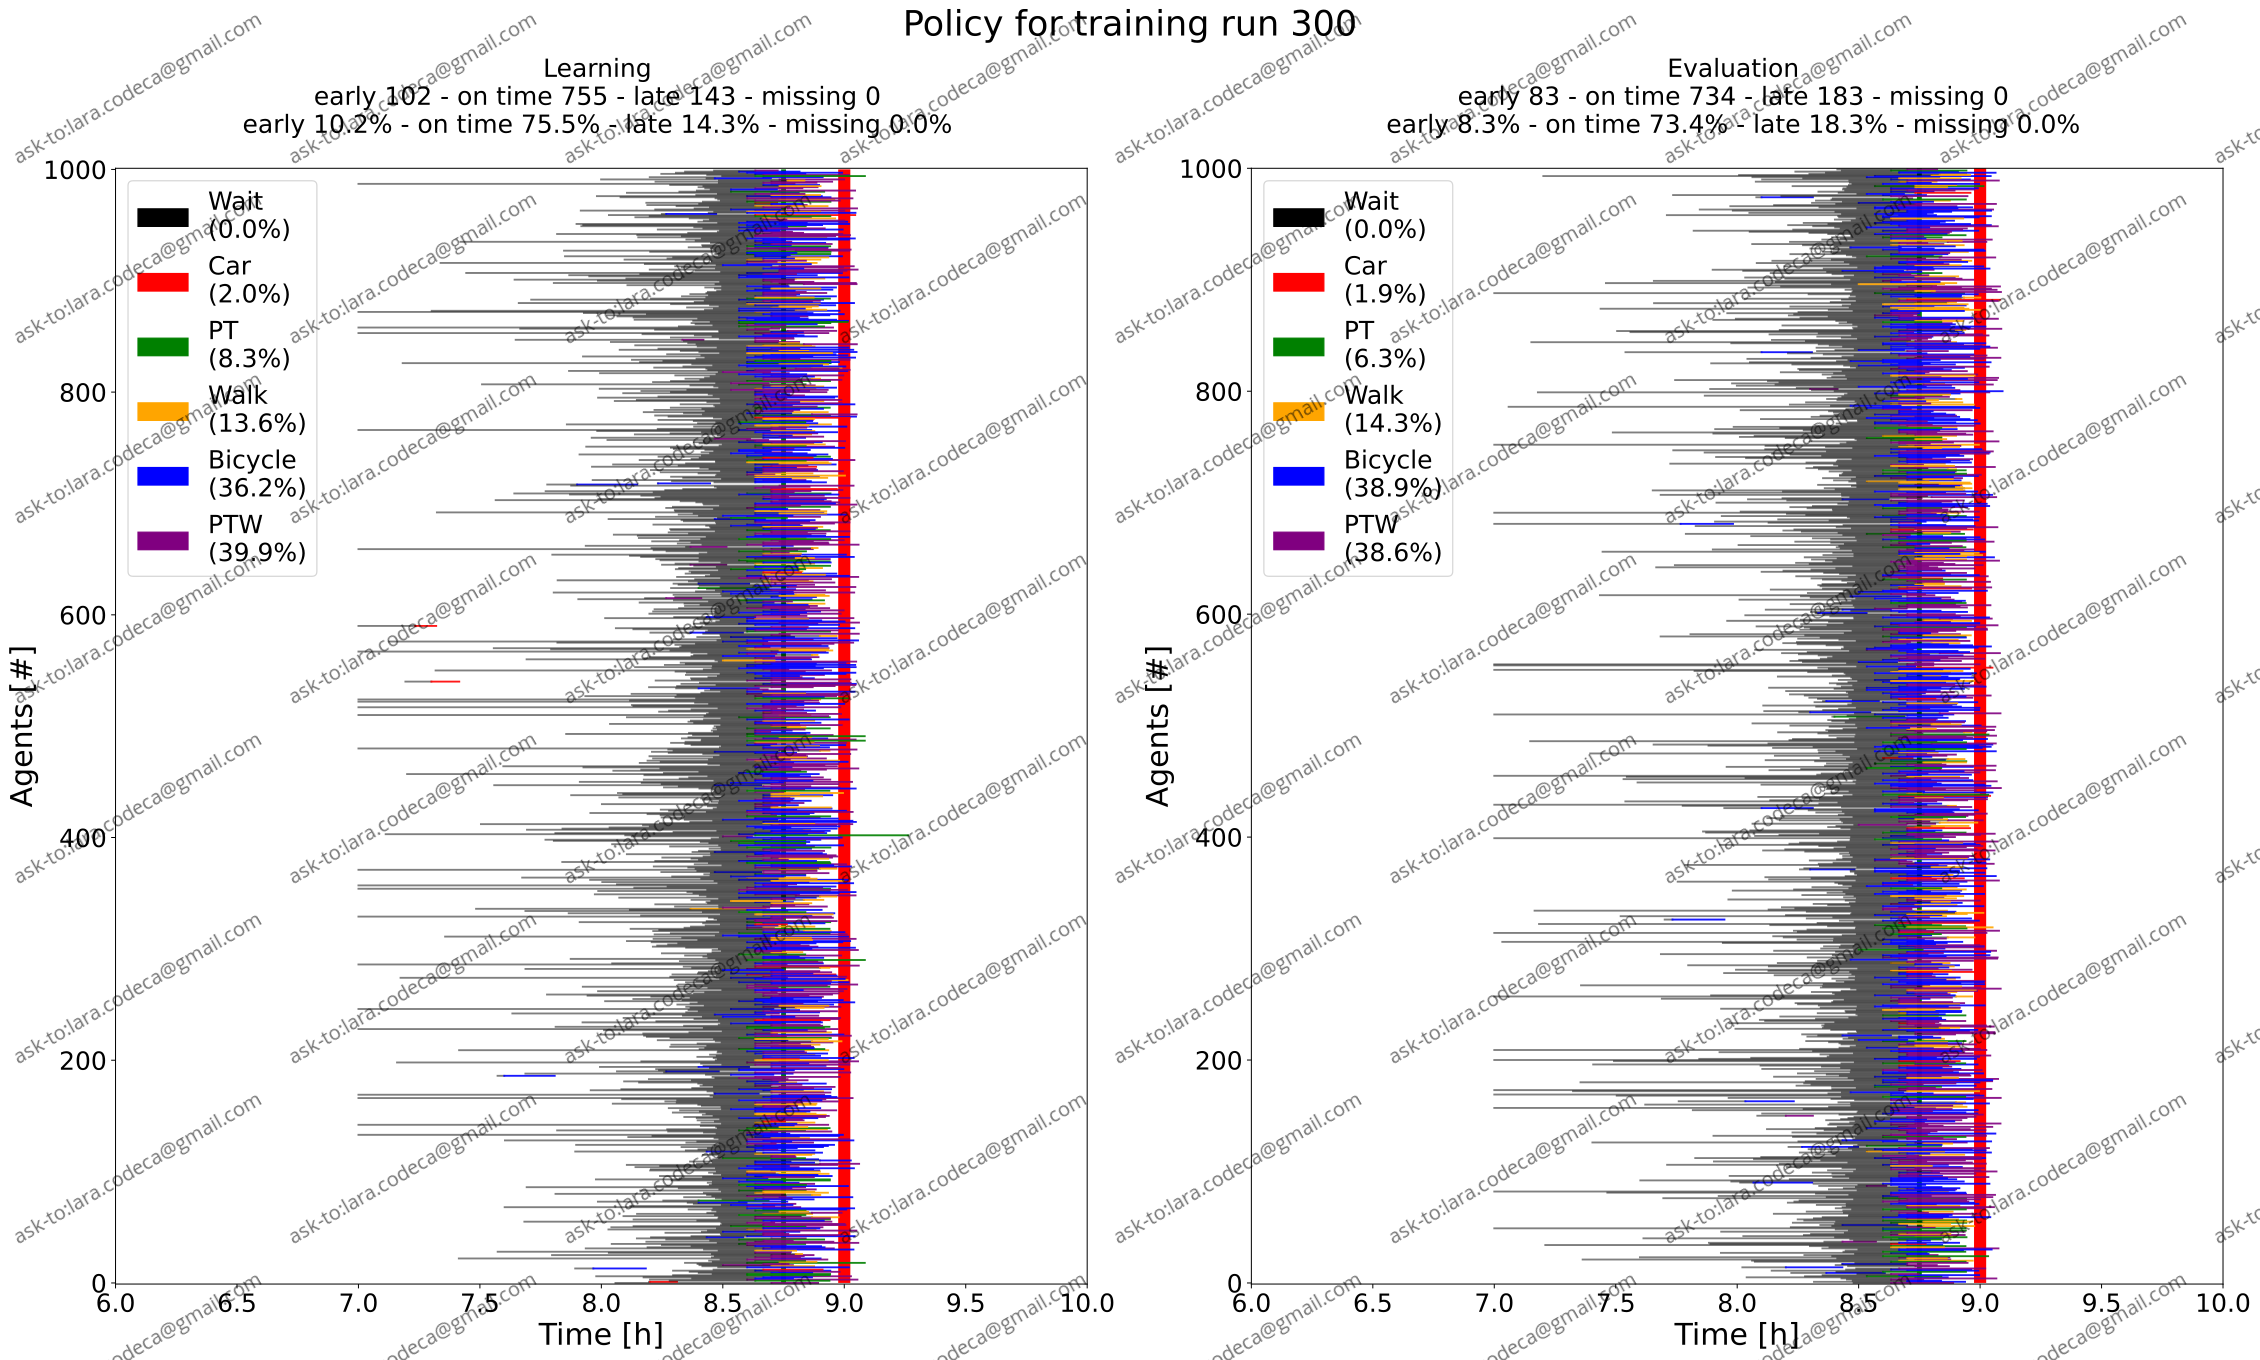 Policy for training run 300
Learning
early 102 - on time 755 - late 143 - missing 0
early 10.2% - on time 75.5% - late 14.3% - missing 0.0%
Wait
(0.0%)
Car
(2.0%)
PT
(8.3%)
Walk
(13.6%)
Bicycle
(36.2%)
PTW
(39.9%)
1000
800
600
400
200
0
Agents [#]
6.0 6.5 7.0 7.5 8.0 8.5 9.0 9.5 10.0
Time [h]
Evaluation
early 83 - on time 734 - late 183 - missing 0
early 8.3% - on time 73.4% - late 18.3% - missing 0.0%
Wait
(0.0%)
Car
(1.9%)
PT
(6.3%)
Walk
(14.3%)
Bicycle
(38.9%)
PTW
(38.6%)
1000
800
600
400
200
0
Agents [#]
6.0 6.5 7.0 7.5 8.0 8.5 9.0 9.5 10.0
Time [h]
ask-to:lara.codeca@gmail.com